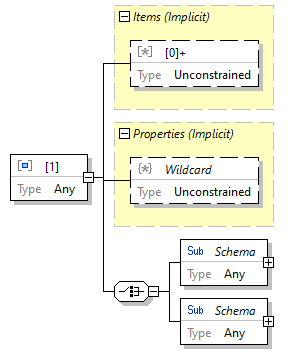 Items (Implicit)
[*] [0]+
Type Unconstrained
Properties (Implicit)
{*} Wildcard
Type Unconstrained
[1]
Type Any
Sub Schema
Type Any
Sub Schema
Type Any